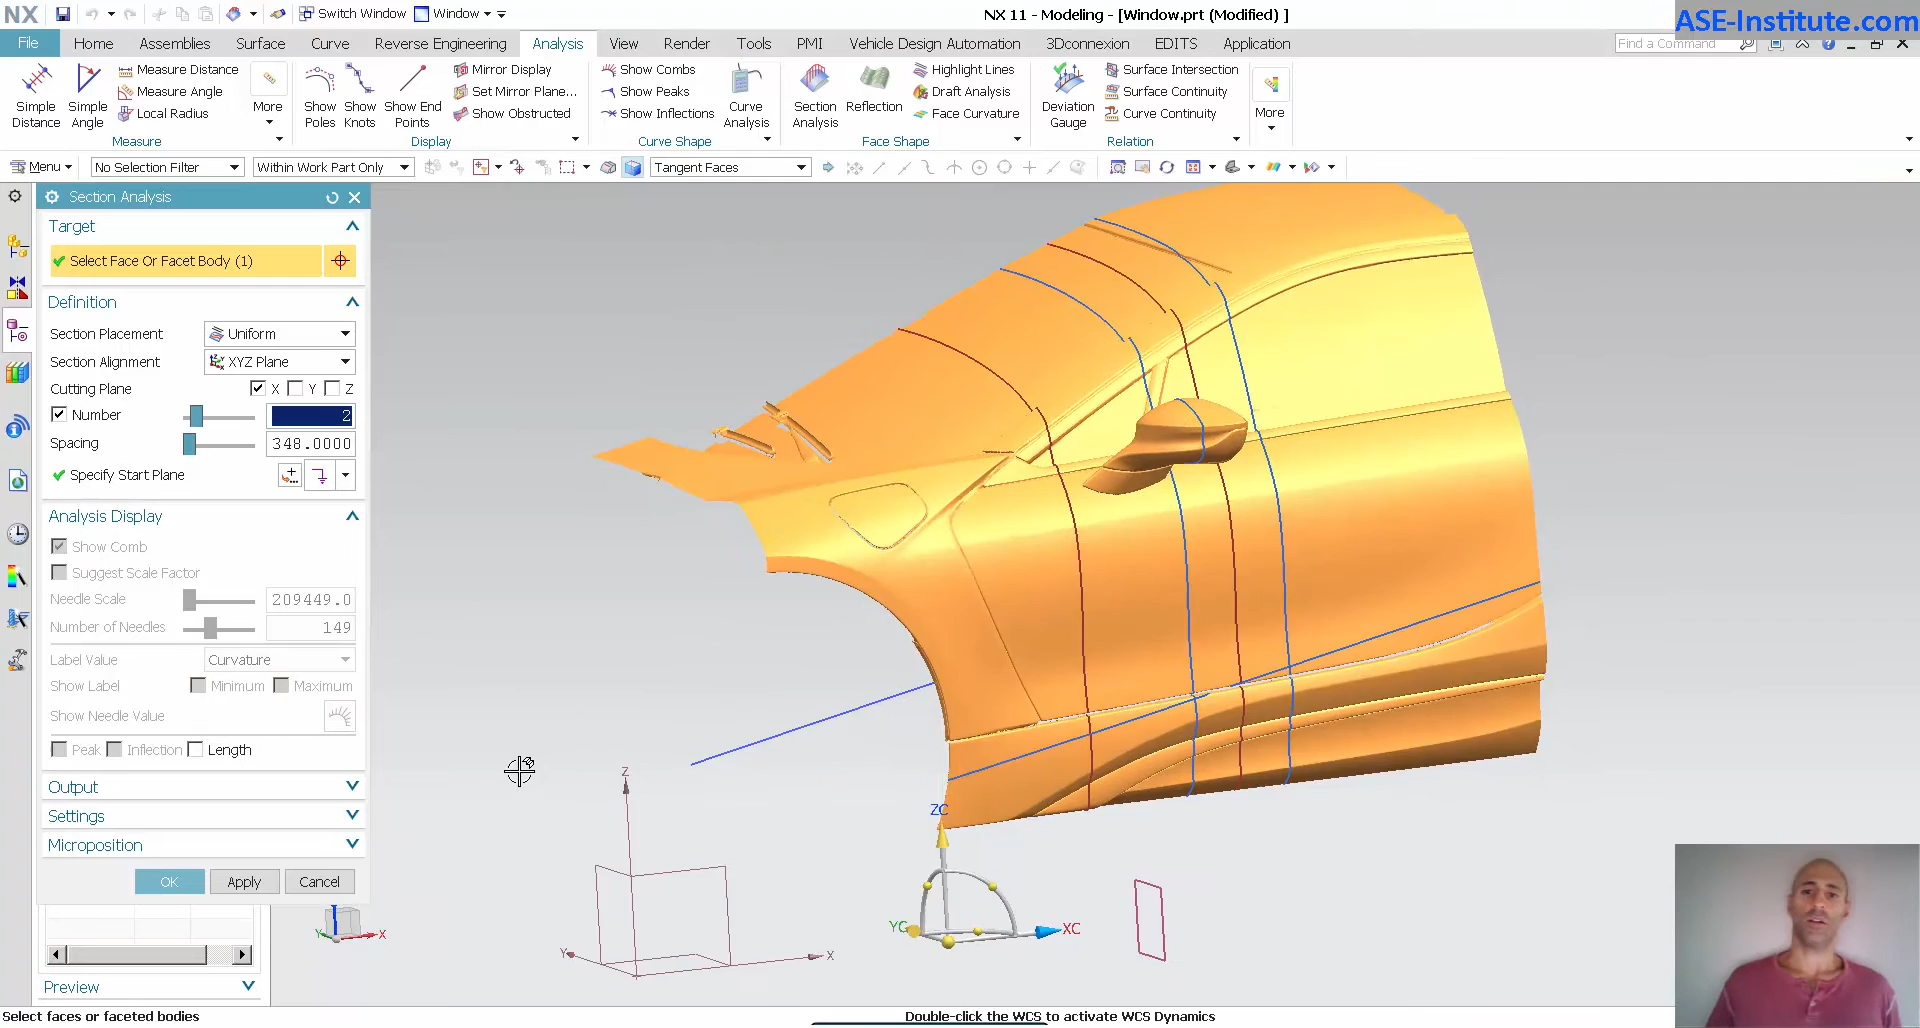 NX
Switch Window
Window
NX 11 - Modeling - [Window.prt (Modified) ]
ASE-Institute.com
File
Home
Assemblies
Surface
Curve
Reverse Engineering
Analysis
View
Render
Tools
PMI
Vehicle Design Automation
3Dconnexion
EDITS
Application
Find a Command
Simple Distance
Simple Angle
Measure Distance
Measure Angle
Local Radius
More
Measure
Show Poles
Show Knots
Show End Points
Mirror Display
Set Mirror Plane...
Show Obstructed
Display
Show Combs
Show Peaks
Show Inflections
Curve Analysis
Curve Shape
Section Analysis
Reflection
Highlight Lines
Draft Analysis
Face Curvature
Face Shape
Deviation Gauge
Surface Intersection
Surface Continuity
Curve Continuity
Relation
More
Menu
No Selection Filter
Within Work Part Only
Tangent Faces
Section Analysis
Target
Select Face Or Facet Body (1)
Definition
Section Placement
Uniform
Section Alignment
XYZ Plane
Cutting Plane
X
Y
Z
Number
2
Spacing
348.0000
Specify Start Plane
Analysis Display
Show Comb
Suggest Scale Factor
Needle Scale
209449.0
Number of Needles
149
Label Value
Curvature
Show Label
Minimum
Maximum
Show Needle Value
Peak
Inflection
Length
Output
Settings
Microposition
OK
Apply
Cancel
Preview
Y
X
Z
Y
X
ZC
YC
XC
Select faces or faceted bodies
Double-click the WCS to activate WCS Dynamics